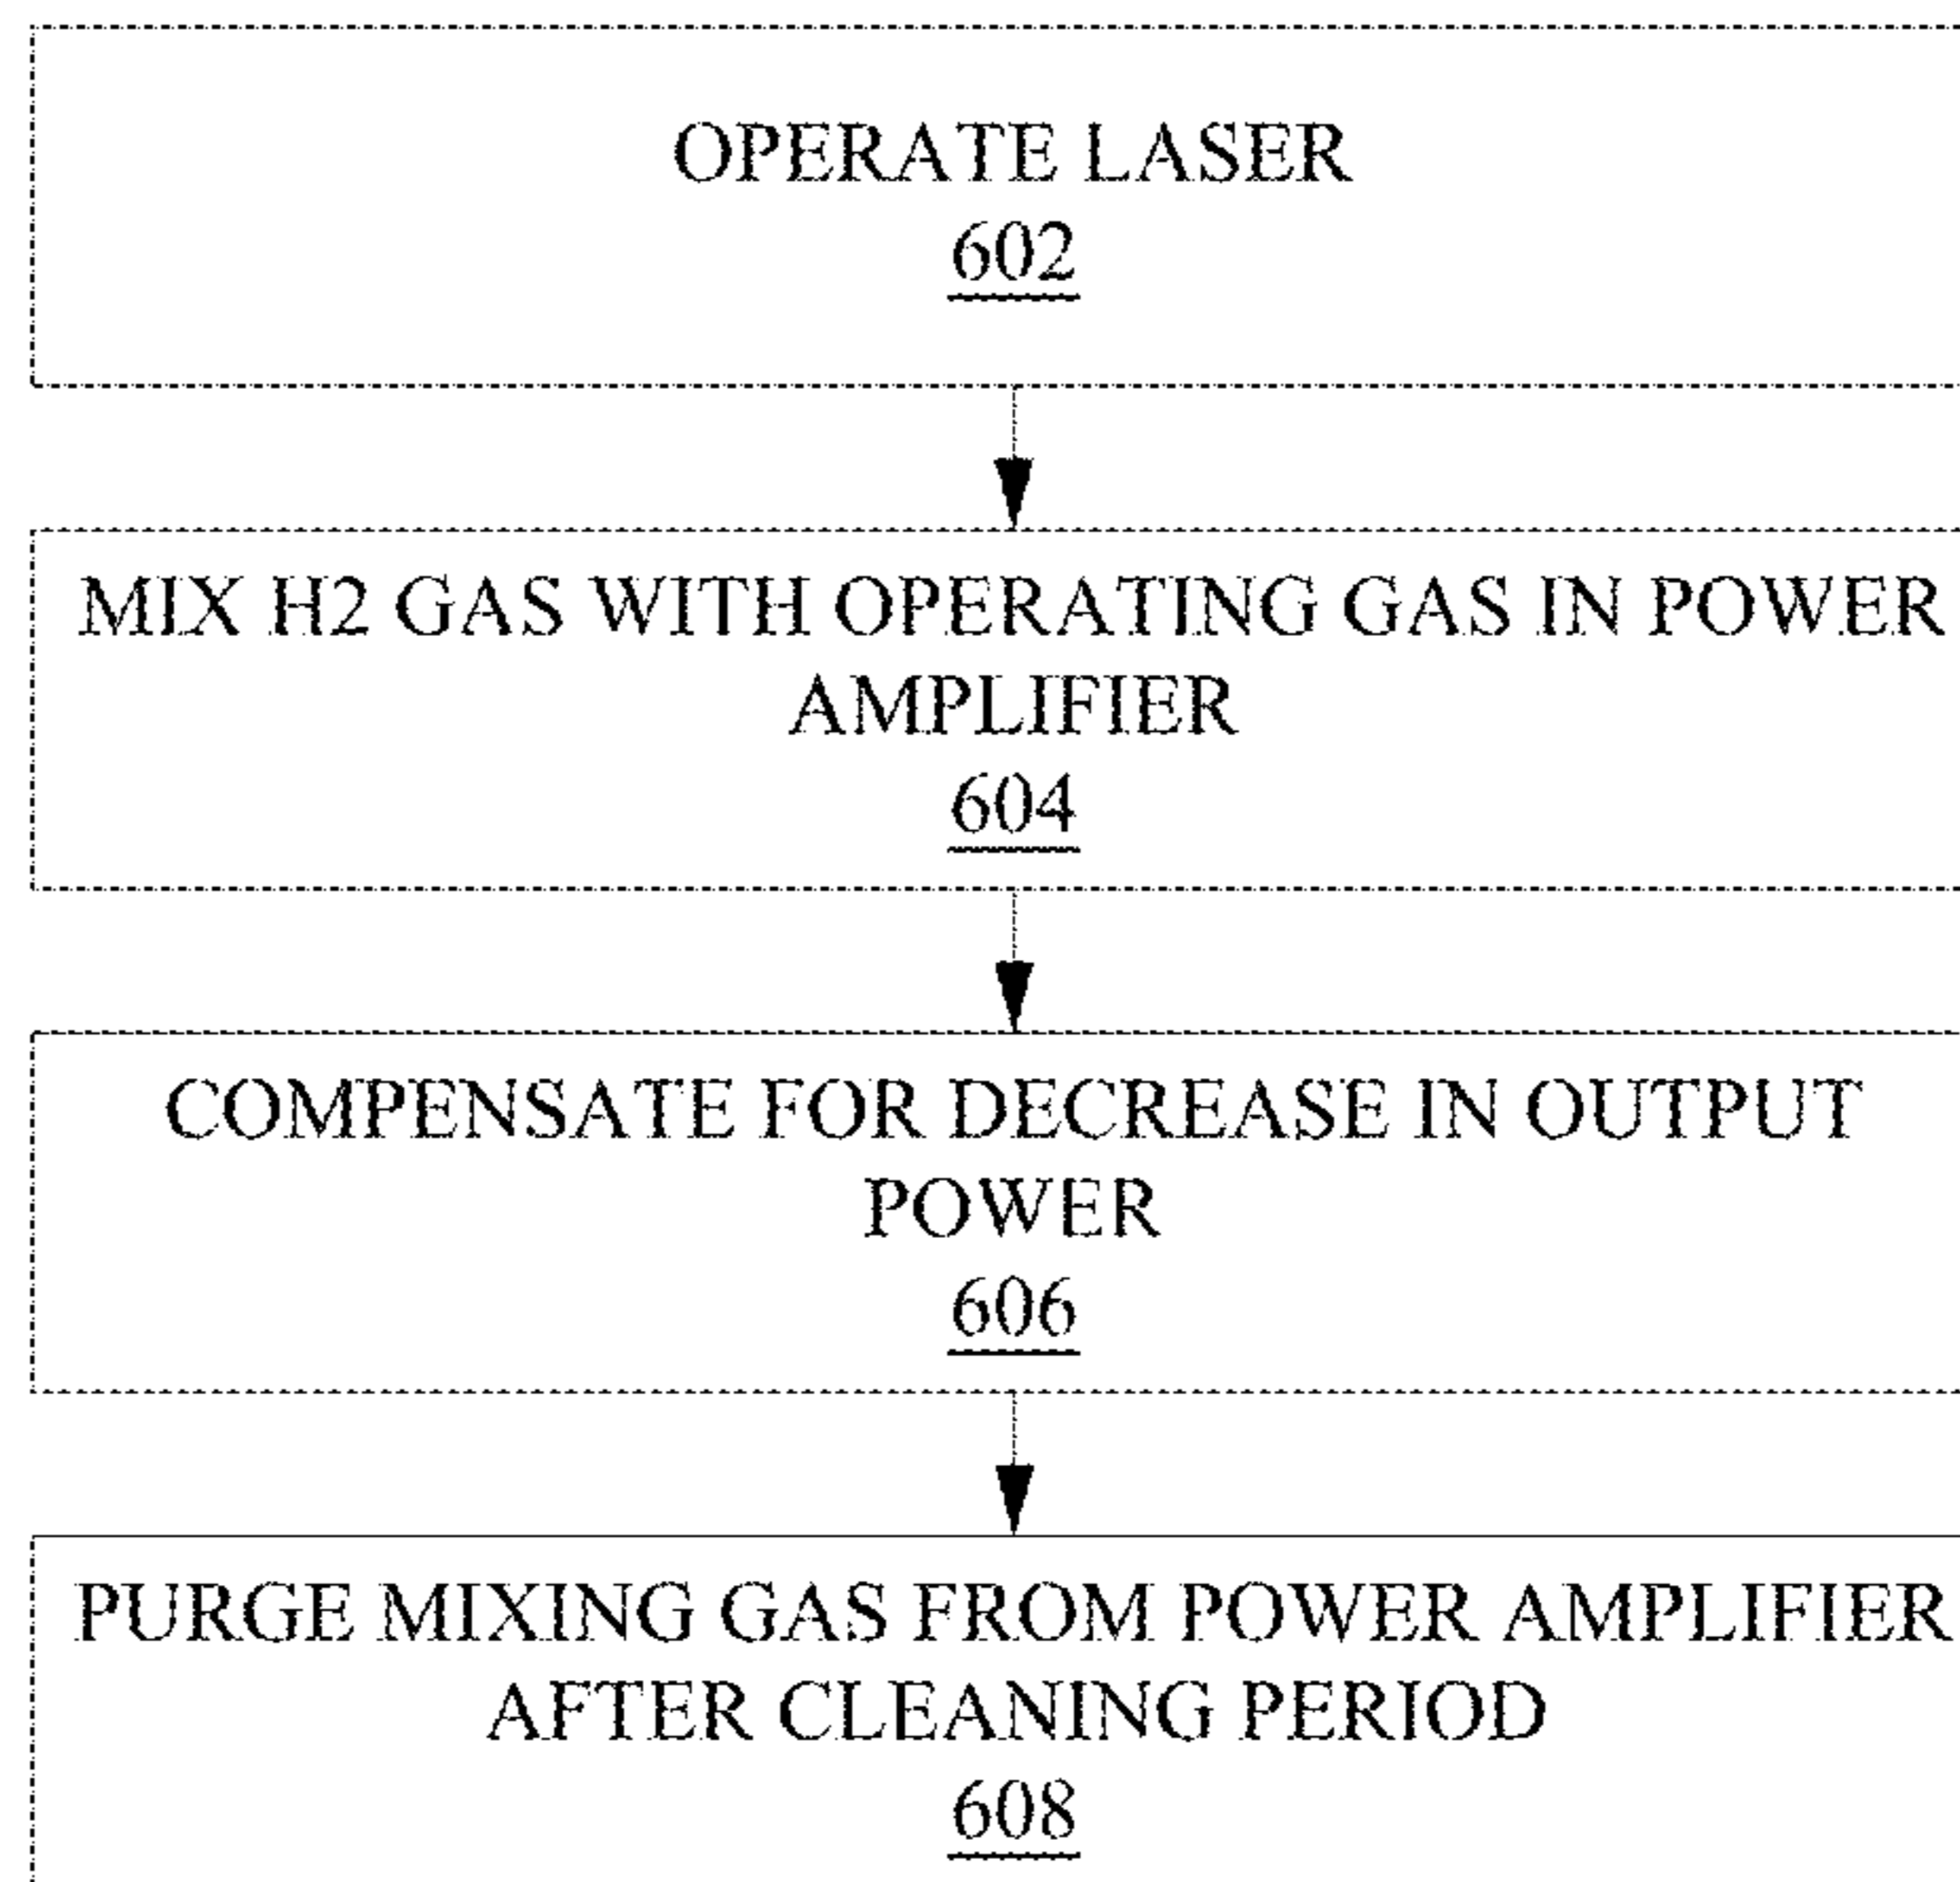 OPERATE LASER
602
MIX H2 GAS WITH OPERATING GAS IN POWER
AMPLIFIER
604
COMPENSATE FOR DECREASE IN OUTPUT
POWER
606
PURGE MIXING GAS FROM POWER AMPLIFIER
AFTER CLEANING PERIOD
608